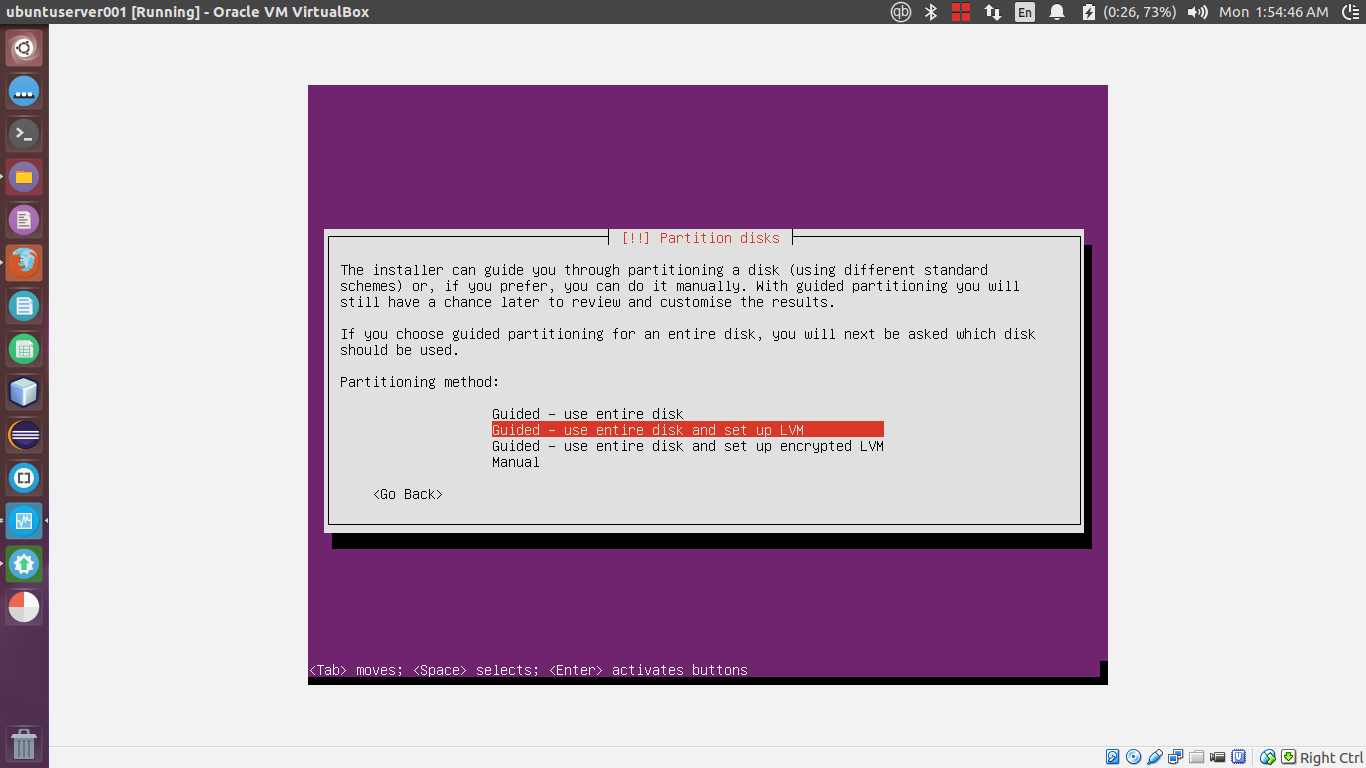 ubuntuserver001 [Running] - Oracle VM VirtualBox
qb En (0:26, 73%) Mon 1:54:46 AM
[!!] Partition disks
The installer can guide you through partitioning a disk (using different standard
schemes) or, if you prefer, you can do it manually. With guided partitioning you will
still have a chance later to review and customise the results.
If you choose guided partitioning for an entire disk, you will next be asked which disk
should be used.
Partitioning method:
Guided - use entire disk
Guided - use entire disk and set up LVM
Guided - use entire disk and set up encrypted LVM
Manual
<Go Back>
<Tab> moves; <Space> selects; <Enter> activates buttons
Right Ctrl